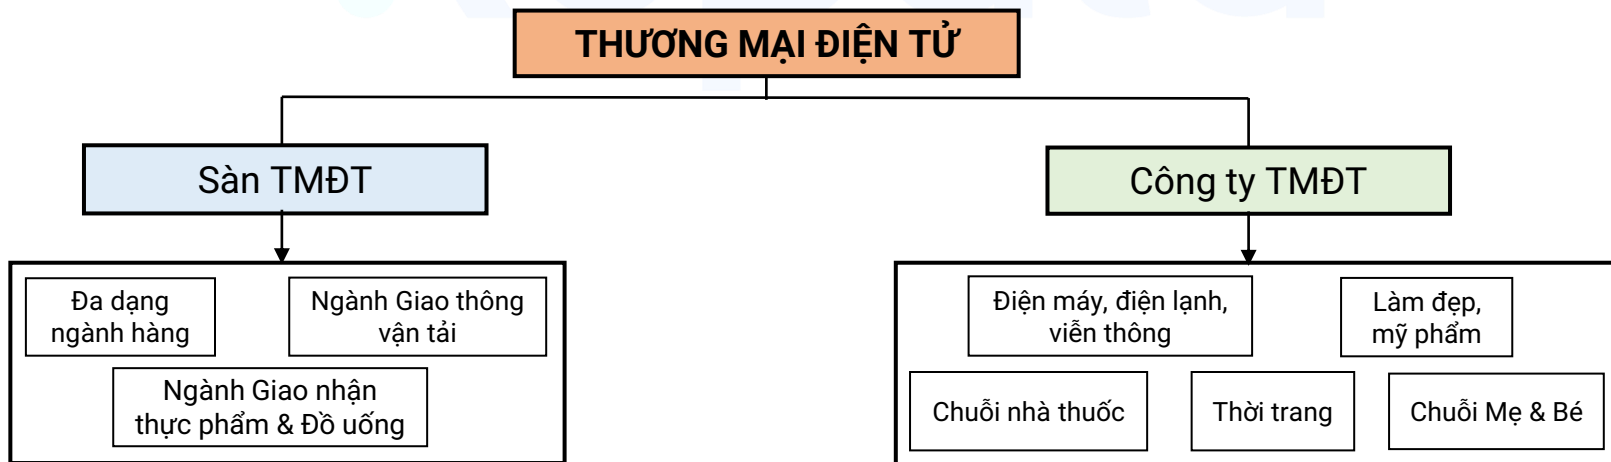 THƯƠNG MẠI ĐIỆN TỬ
Sàn TMĐT
Công ty TMĐT
Đa dạng
ngành hàng
Ngành Giao thông
vận tải
Ngành Giao nhận
thực phẩm & Đồ uống
Điện máy, điện lạnh,
viễn thông
Làm đẹp,
mỹ phẩm
Chuỗi nhà thuốc
Thời trang
Chuỗi Mẹ & Bé